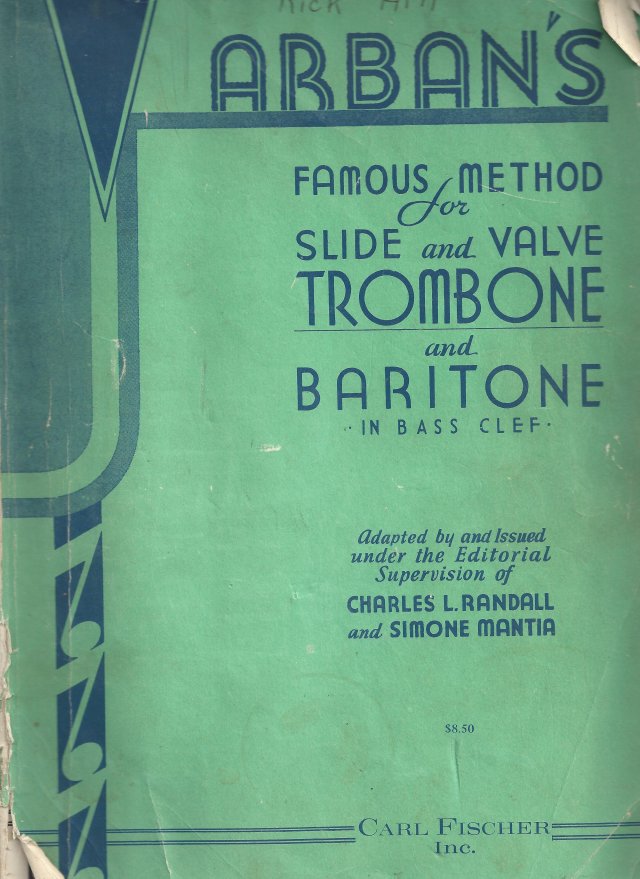 Rick
ARBAN'S
FAMOUS METHOD
for
SLIDE and VALVE
TROMBONE
and
BARITONE
· IN BASS CLEF ·
Adapted by and Issued
under the Editorial
Supervision of
CHARLES L. RANDALL
and SIMONE MANTIA
$8.50
CARL FISCHER
Inc.